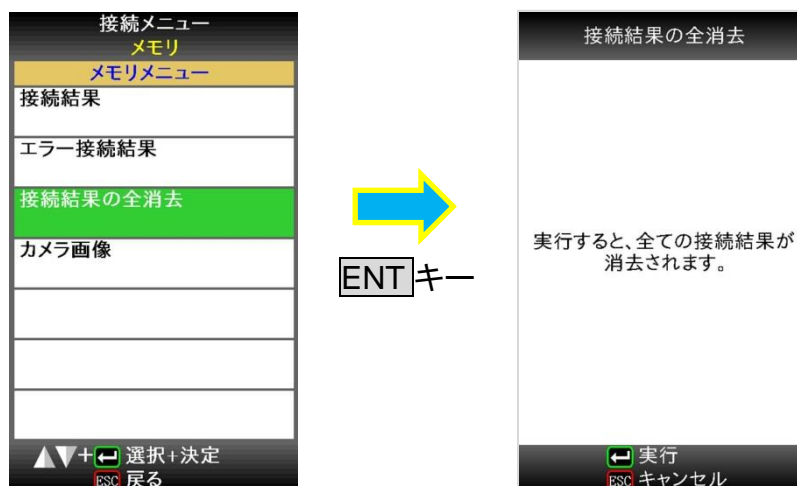 接続メニュー
メモリ
メモリメニュー
接続結果
エラー接続結果
接続結果の全消去
カメラ画像
+ 選択+決定
ESC 戻る
ENT キー
接続結果の全消去
実行すると、全ての接続結果が
消去されます。
実行
ESC キャンセル